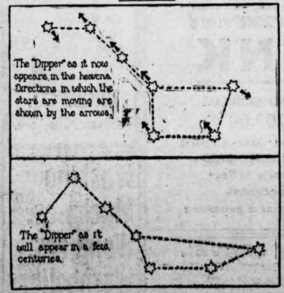 The "Dipper" as it now
appears in the heavens
Directions in which the
stars are moving are
shown by the arrows.
The "Dipper" as it
will appear in a few
centuries.